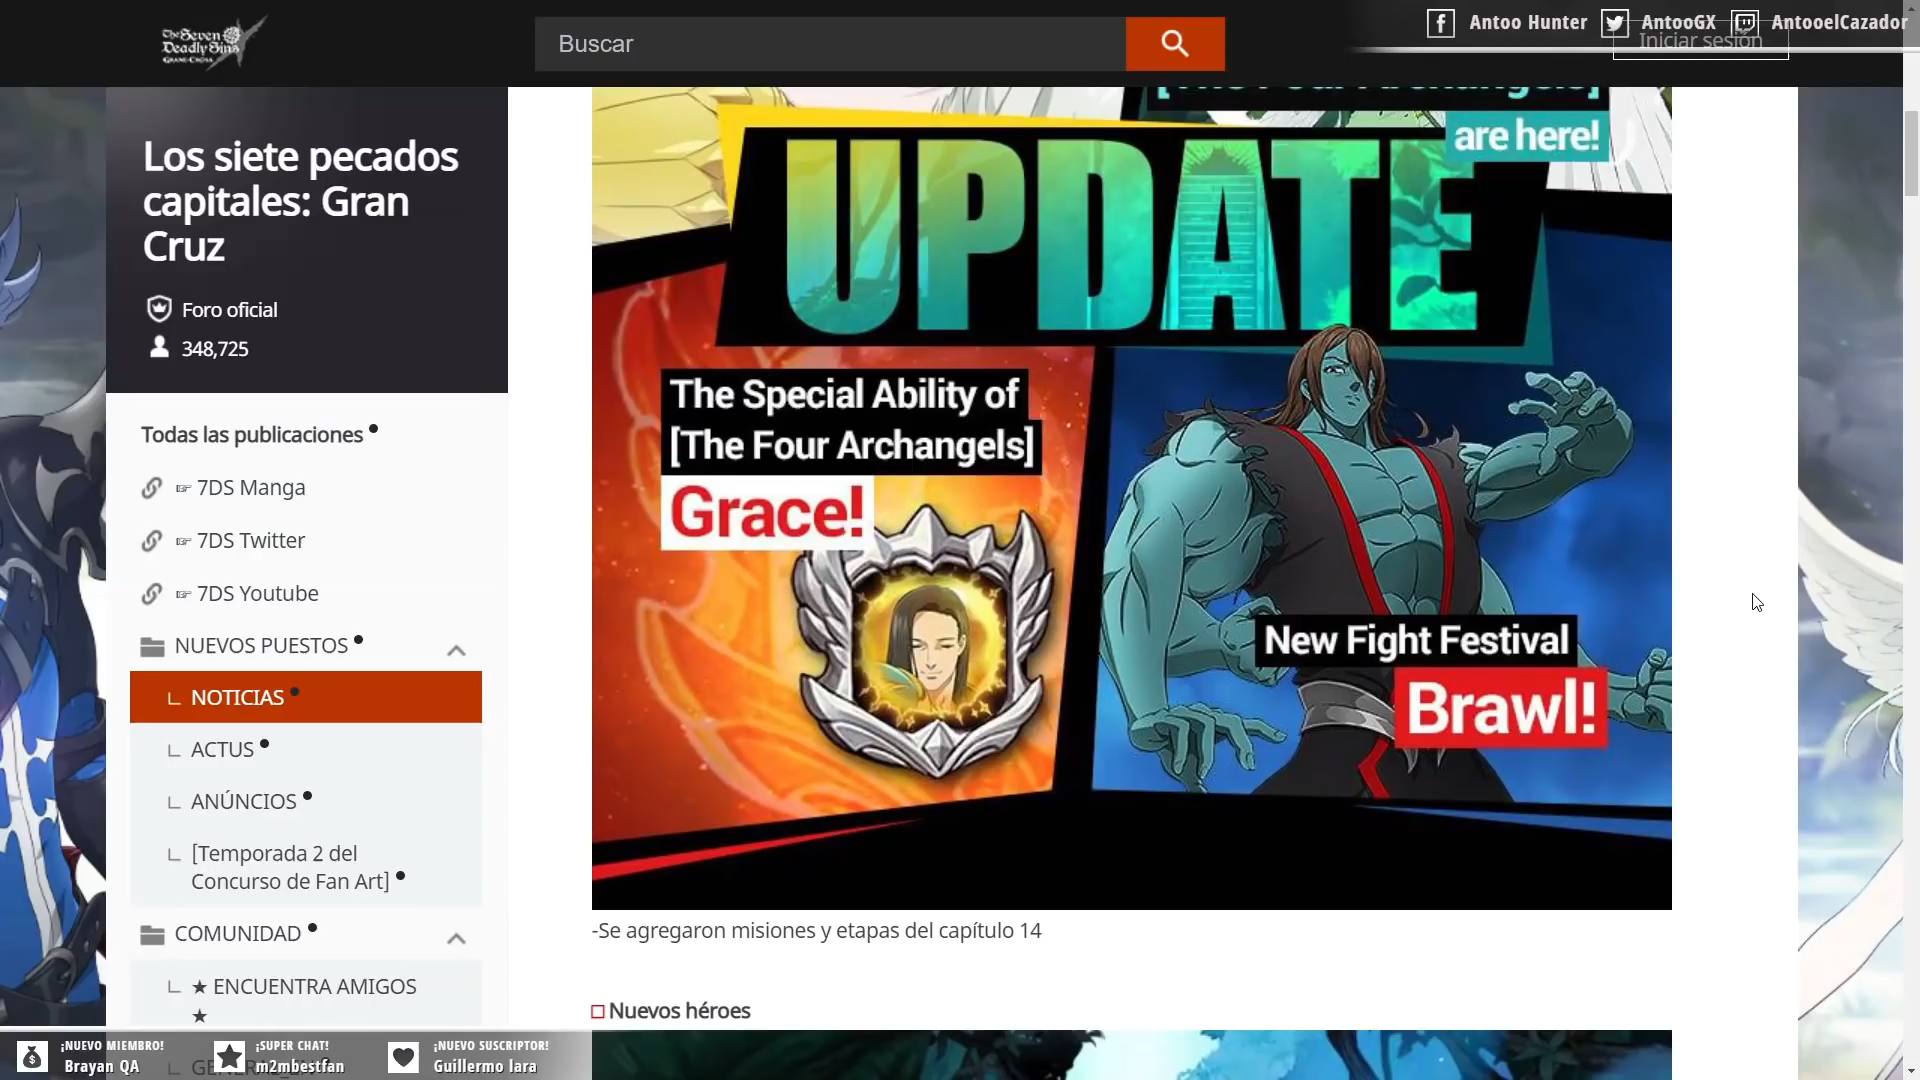 The Seven
Deadly Sins
GRAND CROSS
Buscar
Antoo Hunter
AntooGX
AntooelCazador
Iniciar sesión
Los siete pecados
capitales: Gran
Cruz
Foro oficial
348,725
Todas las publicaciones
☞ 7DS Manga
☞ 7DS Twitter
☞ 7DS Youtube
NUEVOS PUESTOS
NOTICIAS
ACTUS
ANÚNCIOS
[Temporada 2 del
Concurso de Fan Art]
COMUNIDAD
★ ENCUENTRA AMIGOS
★
[The Four Archangels]
are here!
UPDATE
The Special Ability of
[The Four Archangels]
Grace!
New Fight Festival
Brawl!
-Se agregaron misiones y etapas del capítulo 14
Nuevos héroes
¡NUEVO MIEMBRO!
Brayan QA
¡SUPER CHAT!
m2mbestfan
¡NUEVO SUSCRIPTOR!
Guillermo lara